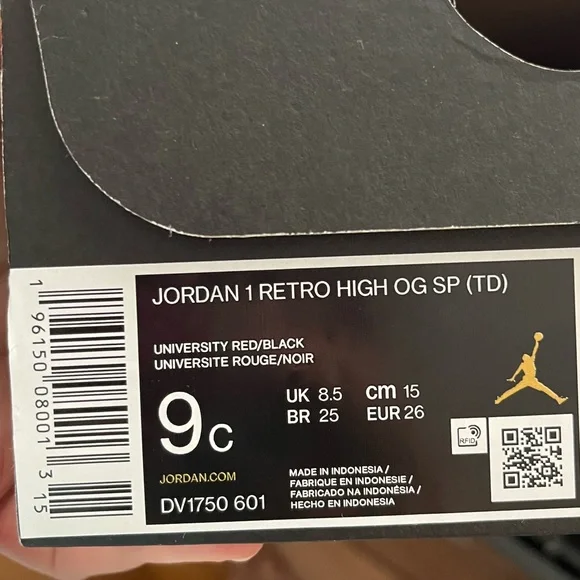 JORDAN 1 RETRO HIGH OG SP (TD)
UNIVERSITY RED/BLACK
UNIVERSITE ROUGE/NOIR
9C
UK 8.5 cm 15
BR 25 EUR 26
RFID
JORDAN.COM
DV1750 601
MADE IN INDONESIA /
FABRIQUE EN INDONESIE /
FABRICADO NA INDONÉSIA /
HECHO EN INDONESIA
1 96150 08001 3 15